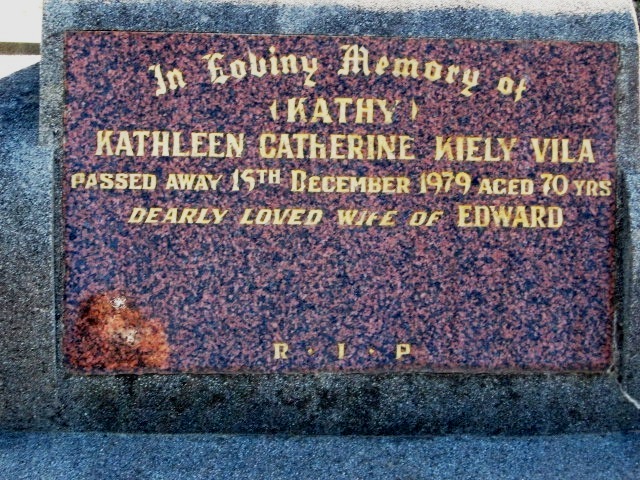 In Loving Memory of
(KATHY)
KATHLEEN CATHERINE KIELY VILA
PASSED AWAY 15TH DECEMBER 1979 AGED 70 YRS
DEARLY LOVED WIFE OF EDWARD
R · I · P